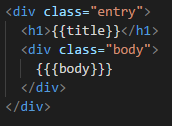 <div class="entry">
  <h1>{{title}}</h1>
  <div class="body">
    {{{body}}}
  </div>
</div>